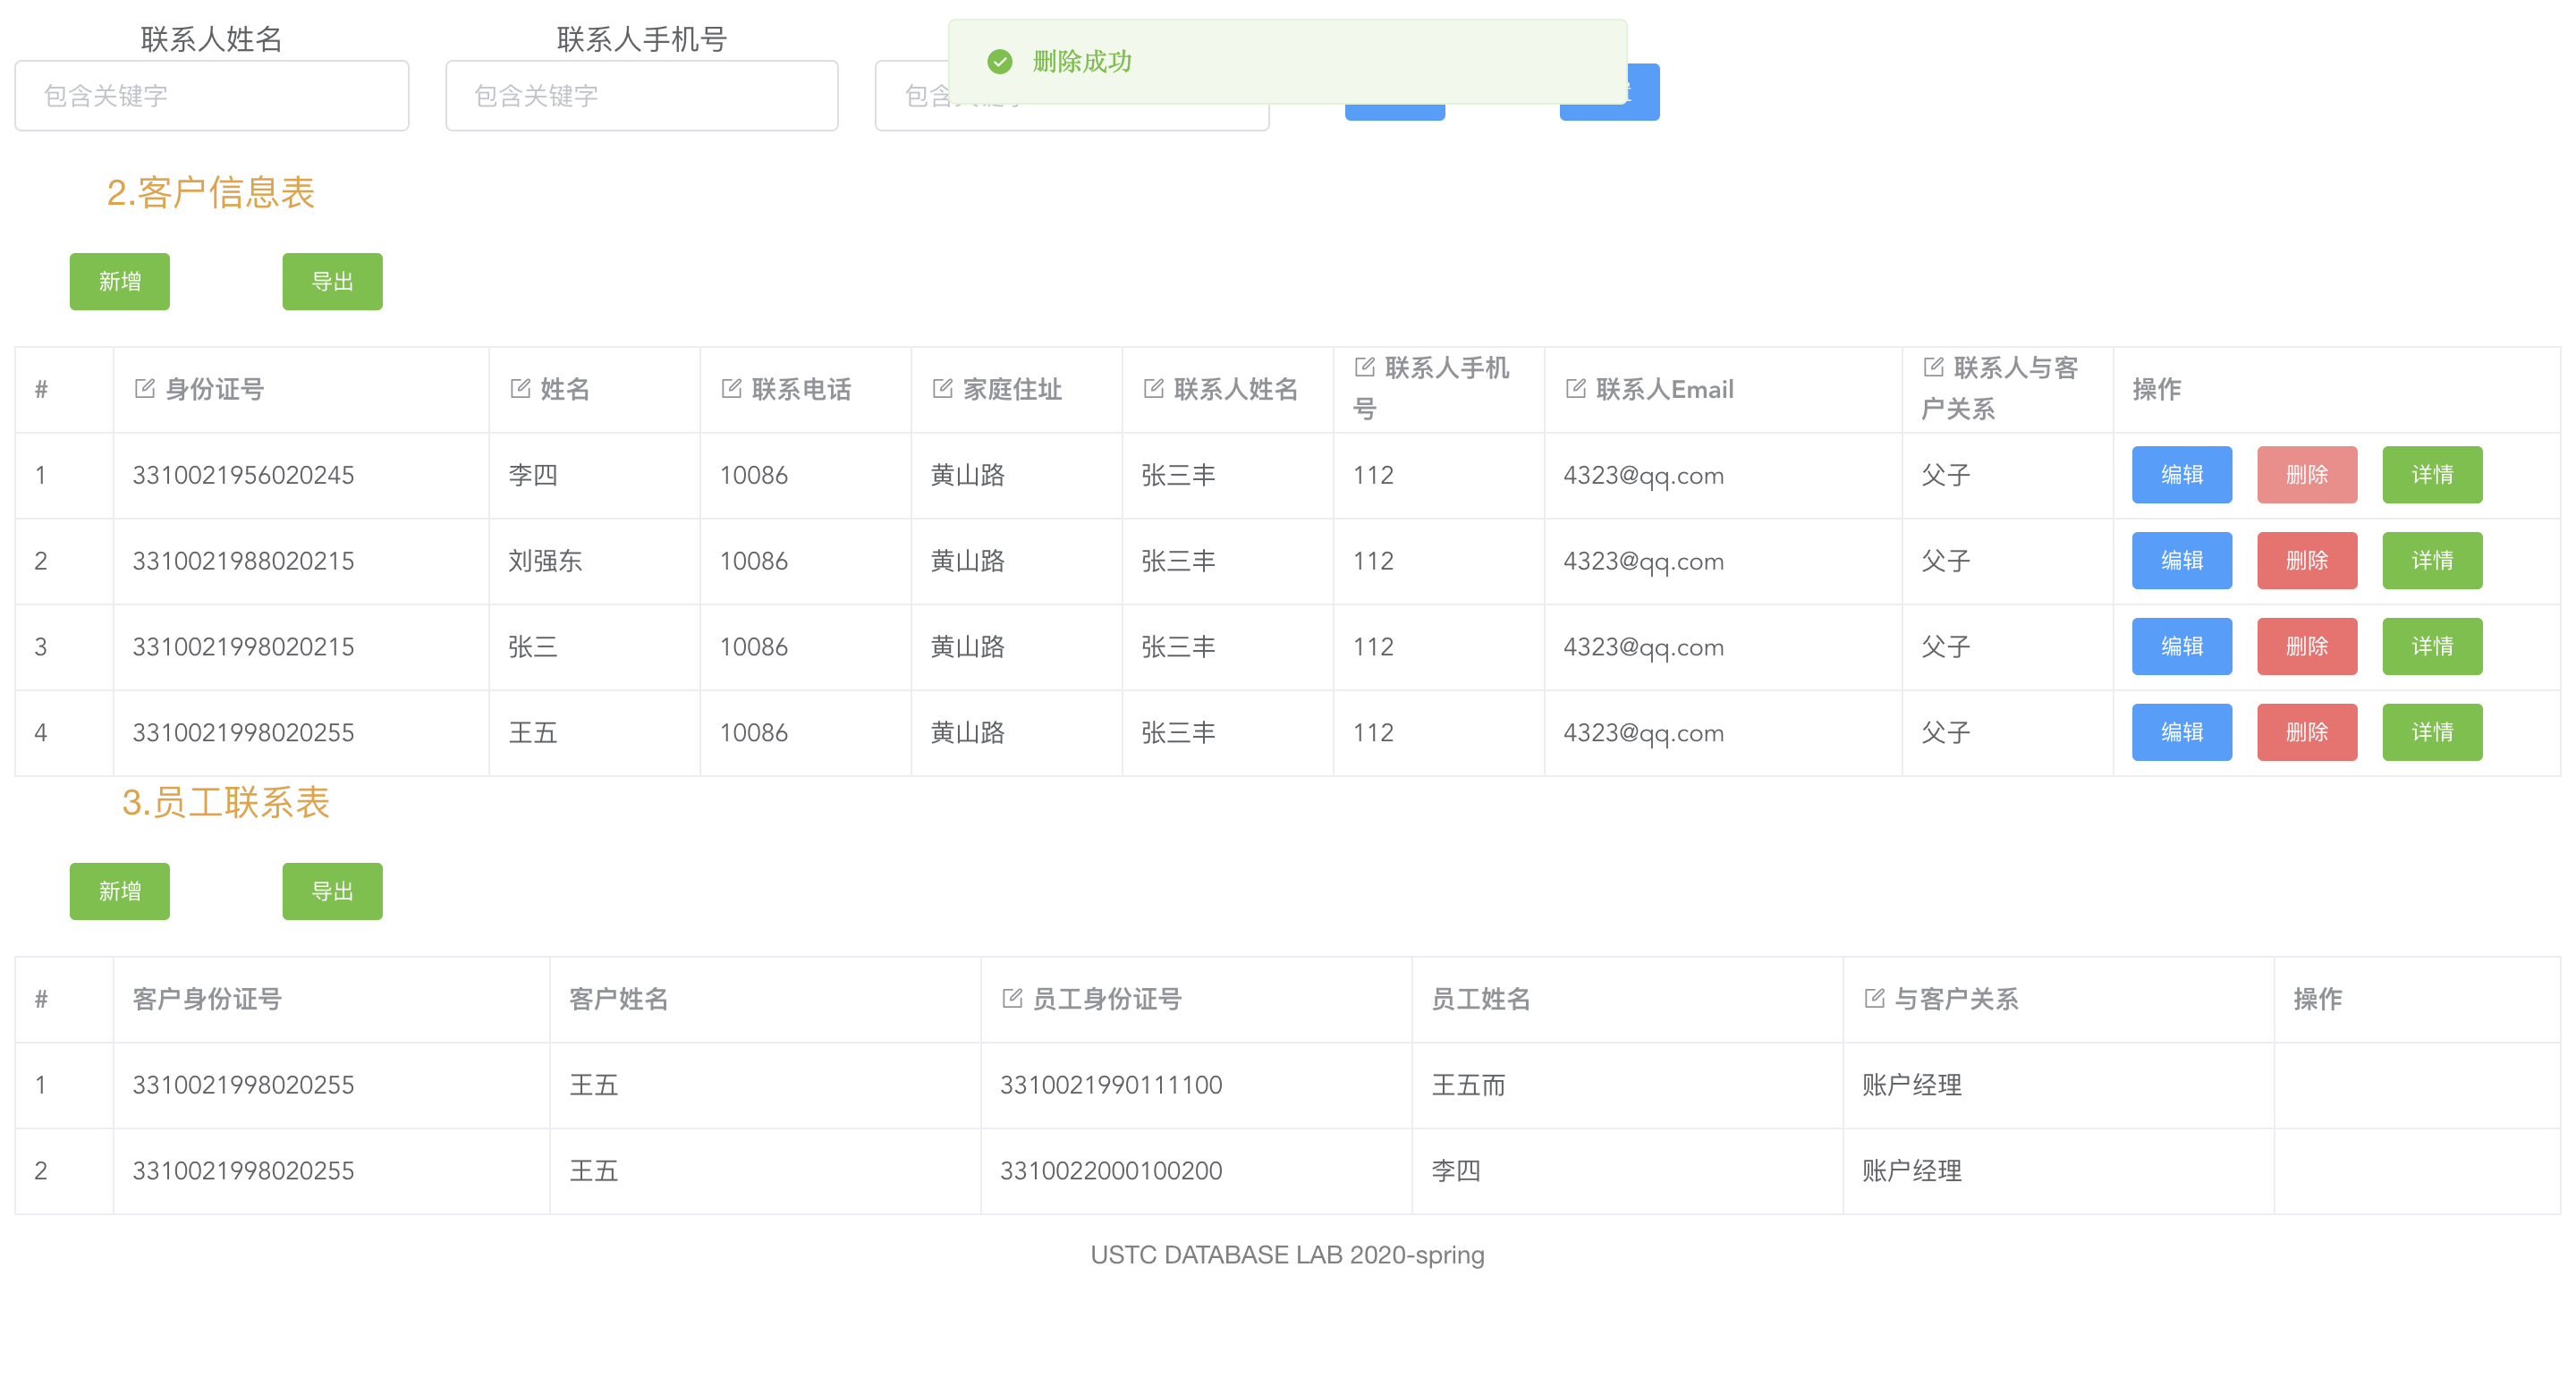 联系人姓名 联系人手机号
删除成功
包含关键字 包含关键字 包含
2.客户信息表
新增 导出
# 身份证号 姓名 联系电话 家庭住址 联系人姓名 联系人手机号 联系人Email 联系人与客户关系 操作
1 3310021956020245 李四 10086 黄山路 张三丰 112 4323@qq.com 父子 编辑 删除 详情
2 3310021988020215 刘强东 10086 黄山路 张三丰 112 4323@qq.com 父子 编辑 删除 详情
3 3310021998020215 张三 10086 黄山路 张三丰 112 4323@qq.com 父子 编辑 删除 详情
4 3310021998020255 王五 10086 黄山路 张三丰 112 4323@qq.com 父子 编辑 删除 详情
3.员工联系表
新增 导出
# 客户身份证号 客户姓名 员工身份证号 员工姓名 与客户关系 操作
1 3310021998020255 王五 3310021990111100 王五而 账户经理
2 3310021998020255 王五 3310022000100200 李四 账户经理
USTC DATABASE LAB 2020-spring